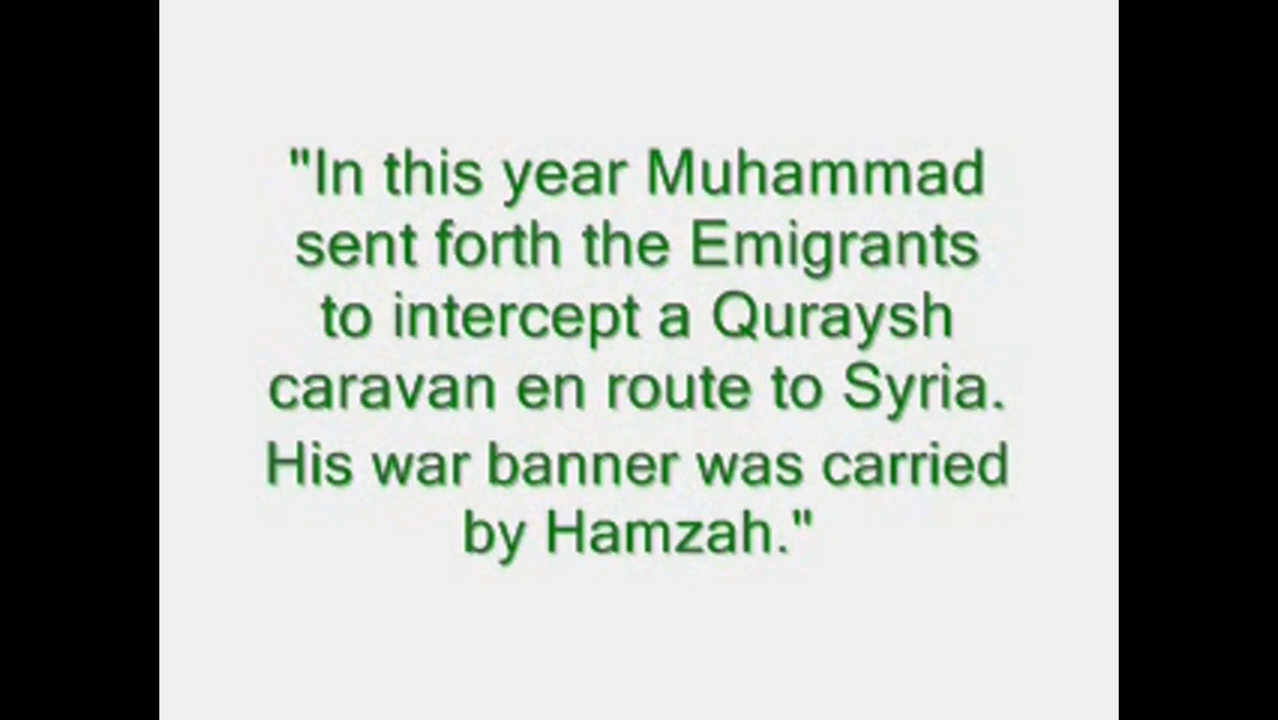 "In this year Muhammad
sent forth the Emigrants
to intercept a Quraysh
caravan en route to Syria.
His war banner was carried
by Hamzah."